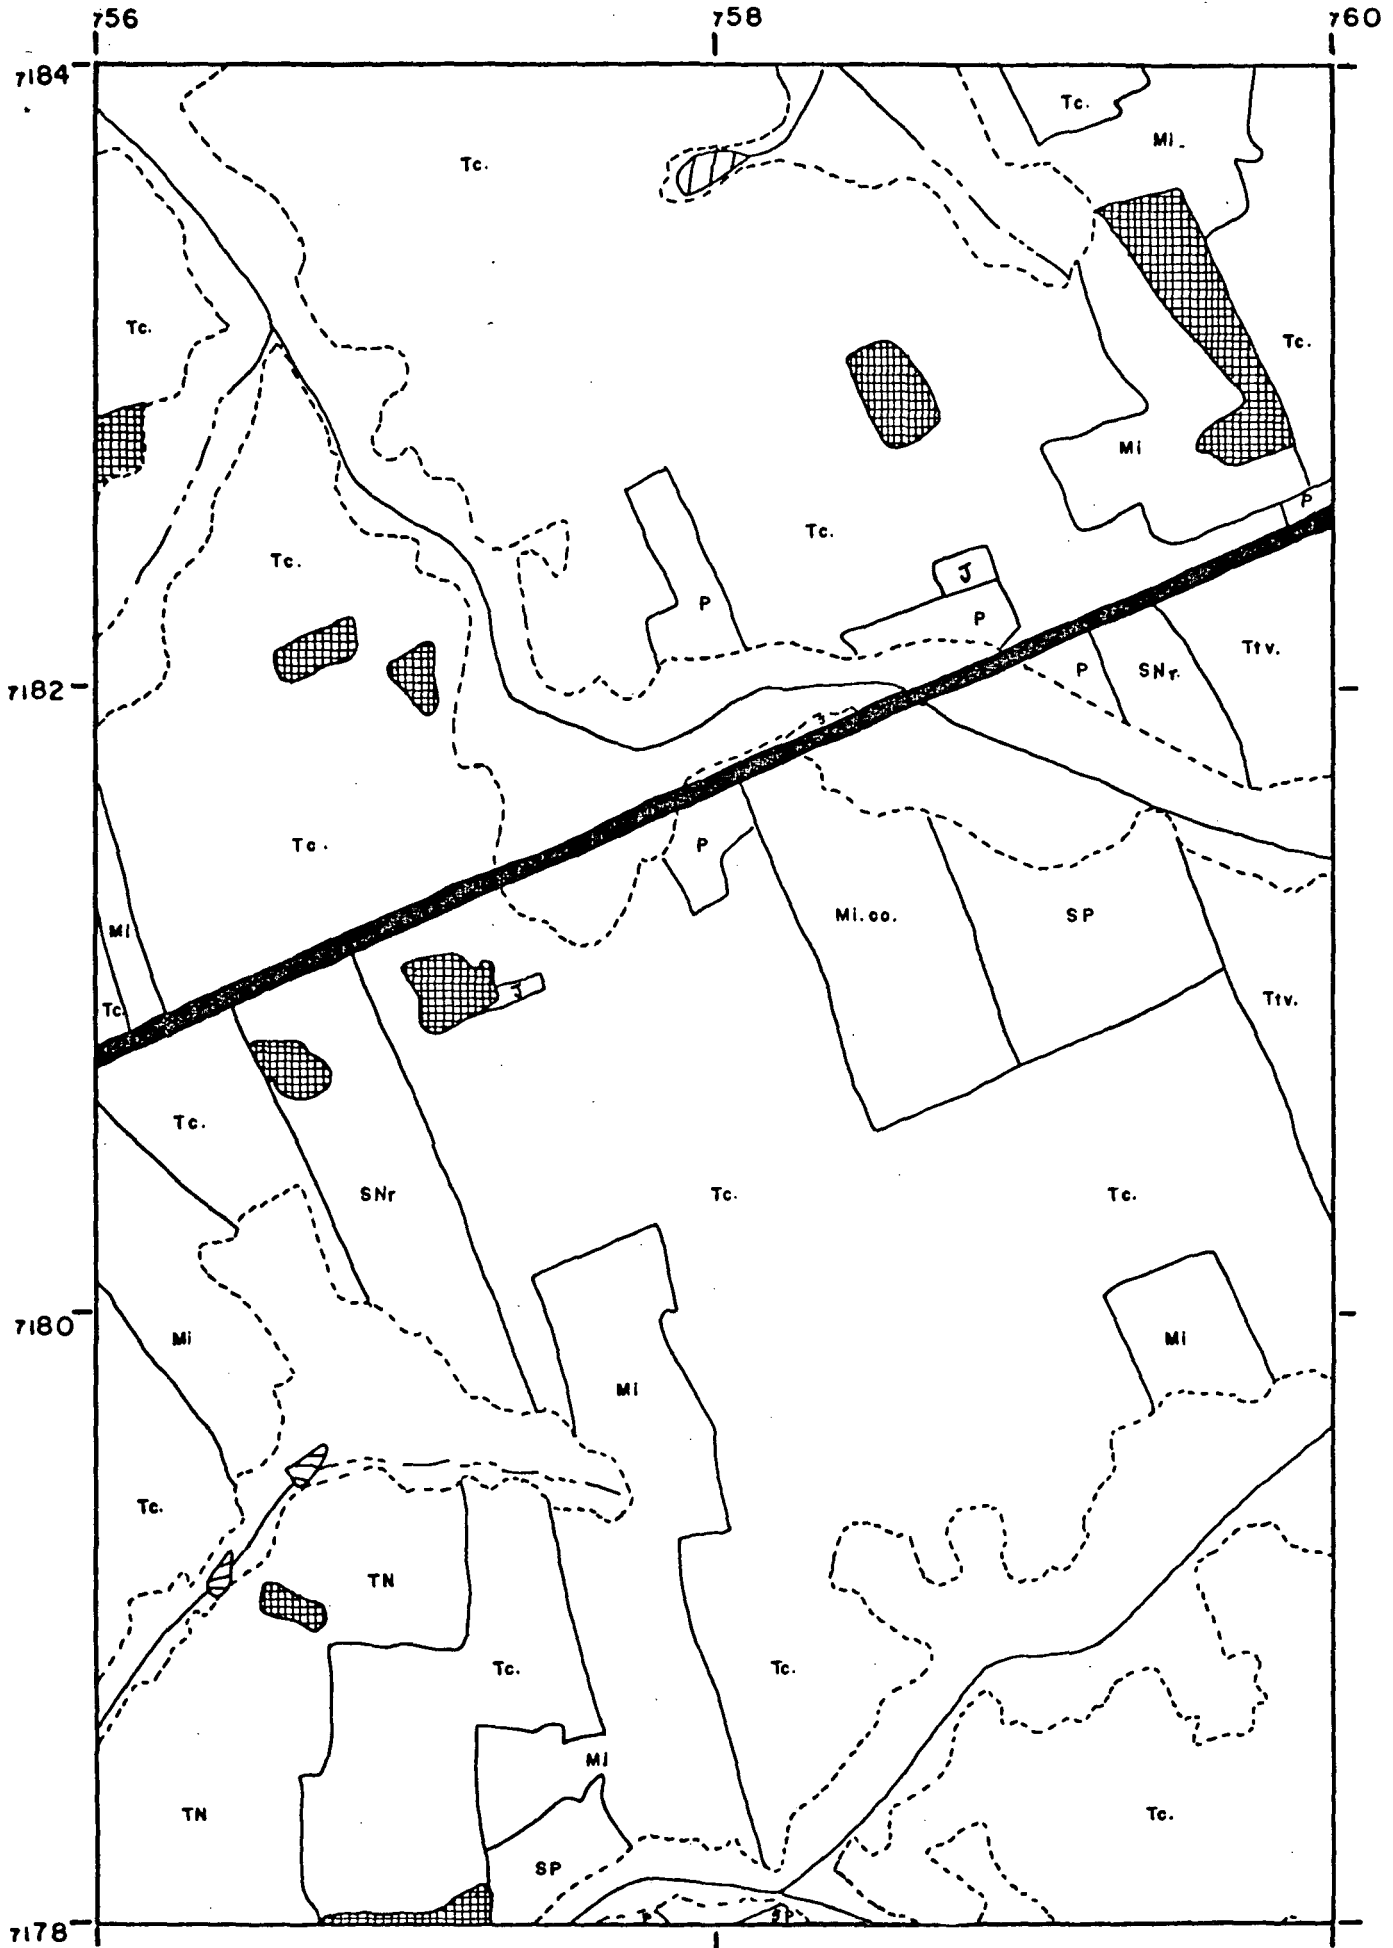 756 758 760
7184
Tc.
Mi.
Tc.
Tc.
Tc.
Mi
P
Tc.
Tc.
J
P
P
Ttv.
SNr.
P
7182
J
Tc.
P
Mi.co.
SP
Mi
Tc.
J
Ttv.
Tc.
SNr
Tc.
Tc.
7180
Mi
Mi
Mi
Tc.
TN
Tc.
Tc.
Mi
TN
Tc.
SP
SP
7178